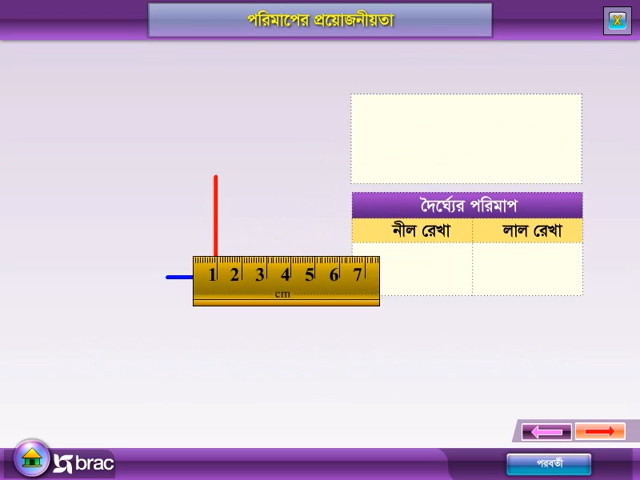 পরিমাপের প্রয়োজনীয়তা
X
দৈর্ঘ্যের পরিমাপ
নীল রেখা লাল রেখা
1 2 3 4 5 6 7
cm
brac
পরবর্তী